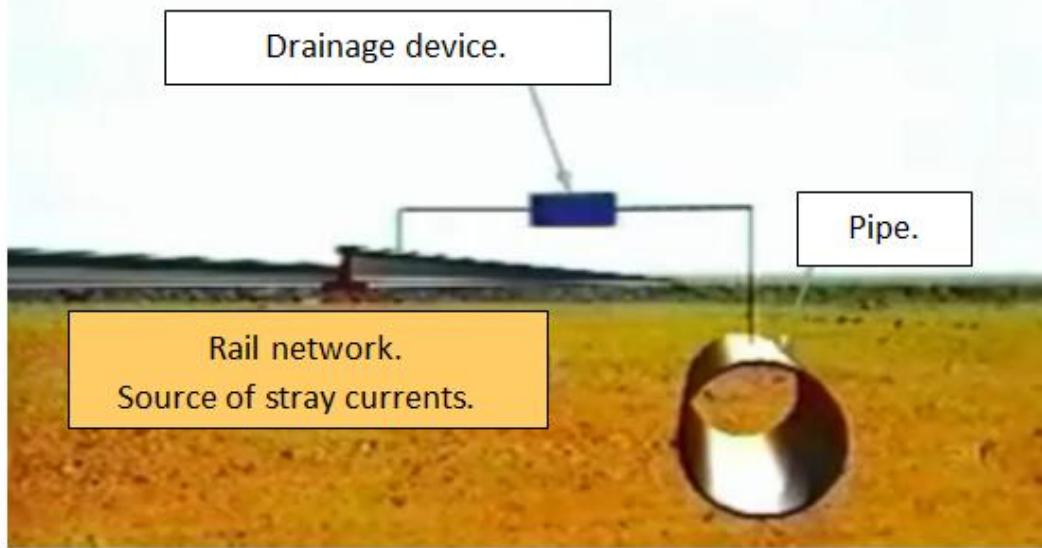 Drainage device.
Pipe.
Rail network.
Source of stray currents.